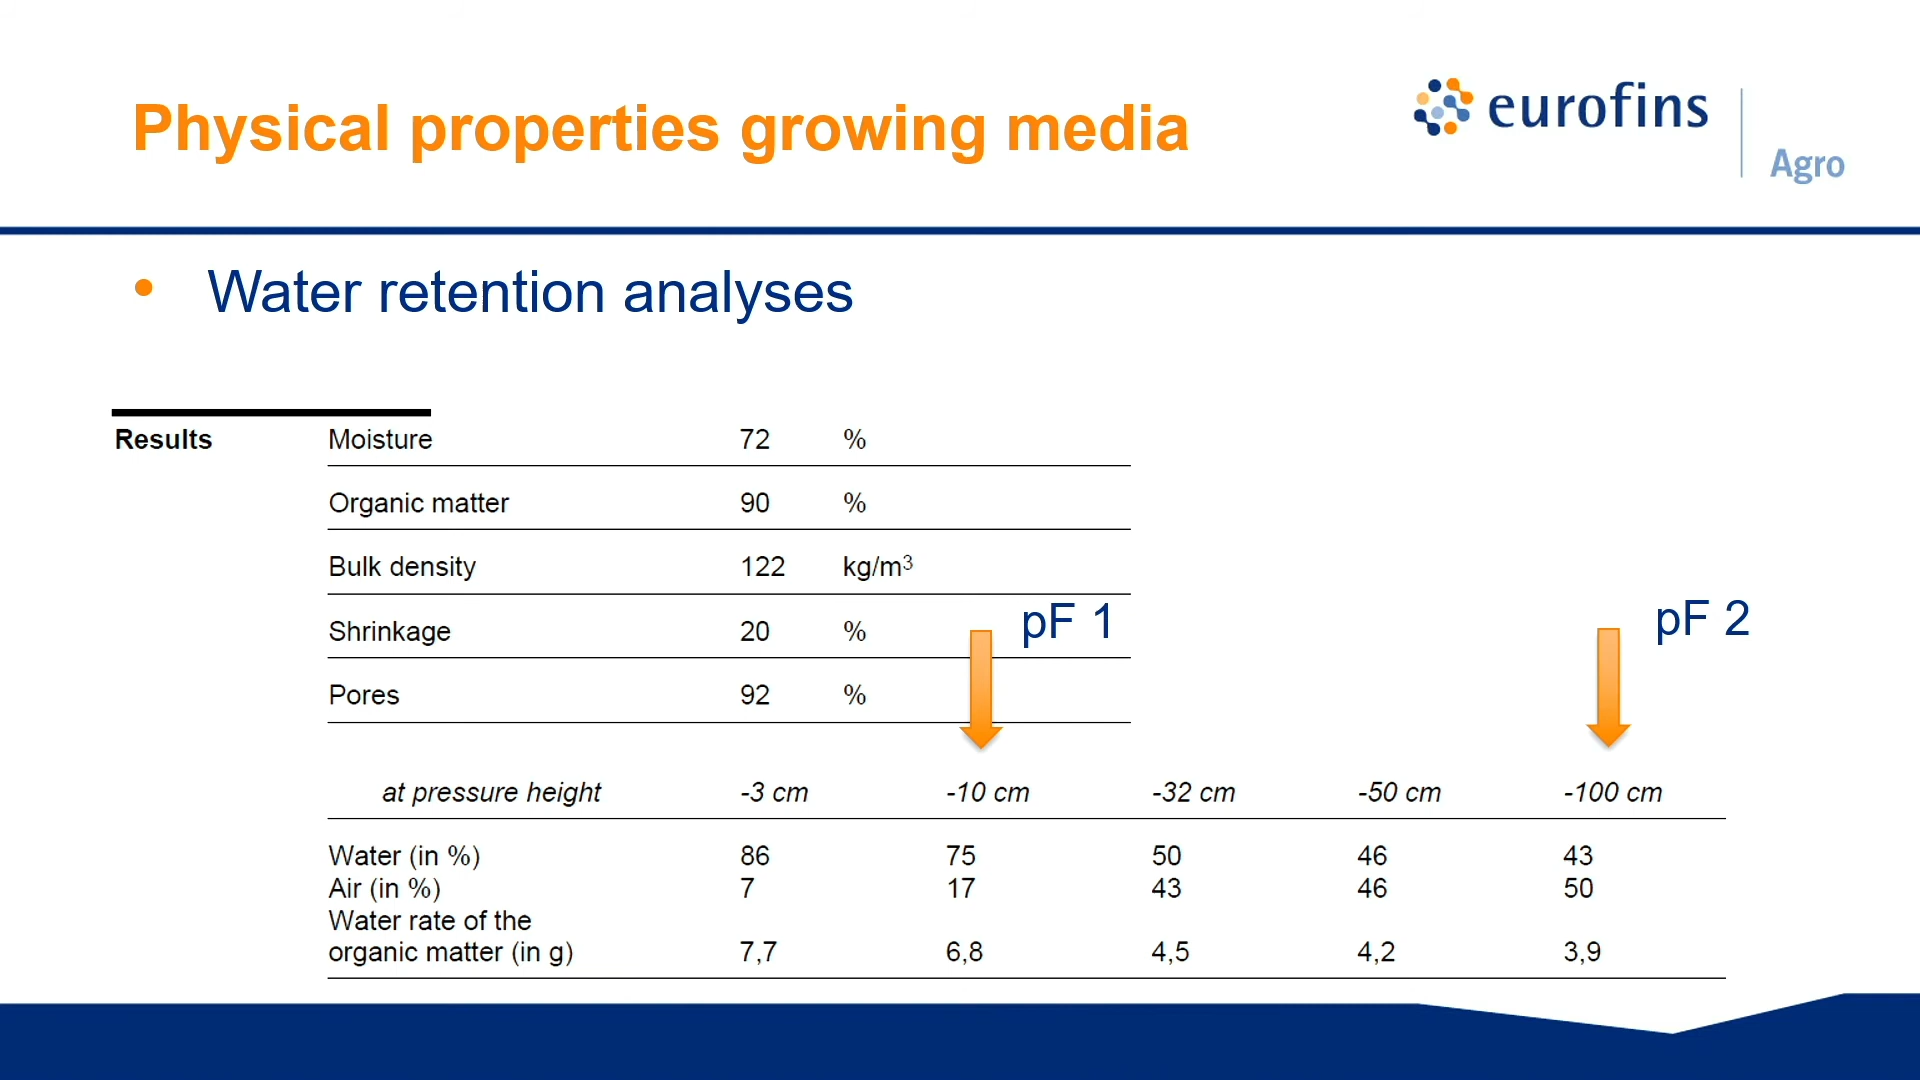 Physical properties growing media
eurofins
Agro
• Water retention analyses
Results Moisture 72 %
Organic matter 90 %
Bulk density 122 kg/m³
pF 1 pF 2
Shrinkage 20 %
Pores 92 %
at pressure height -3 cm -10 cm -32 cm -50 cm -100 cm
Water (in %) 86 75 50 46 43
Air (in %) 7 17 43 46 50
Water rate of the
organic matter (in g) 7,7 6,8 4,5 4,2 3,9